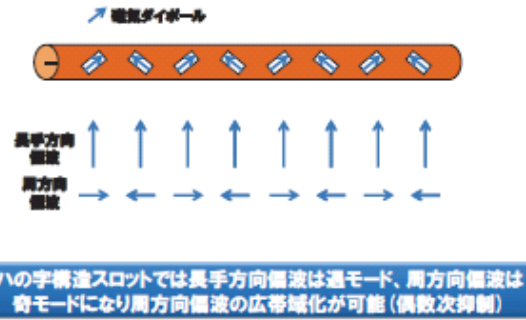 磁気ダイポール
長手方向
偏波
周方向
偏波
ハの字構造スロットでは長手方向偏波は遇モード、周方向偏波は
奇モードになり周方向偏波の広帯域化が可能（偶数次抑制）